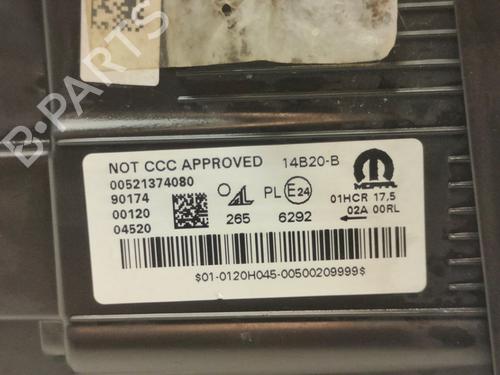 B-PARTS
NOT CCC APPROVED 14B20-B
MOPAR
00521374080
90174
00120
04520
PL E24
265 6292
01HCR 17,5
02A 00RL
$01-0120H045-00500209999$